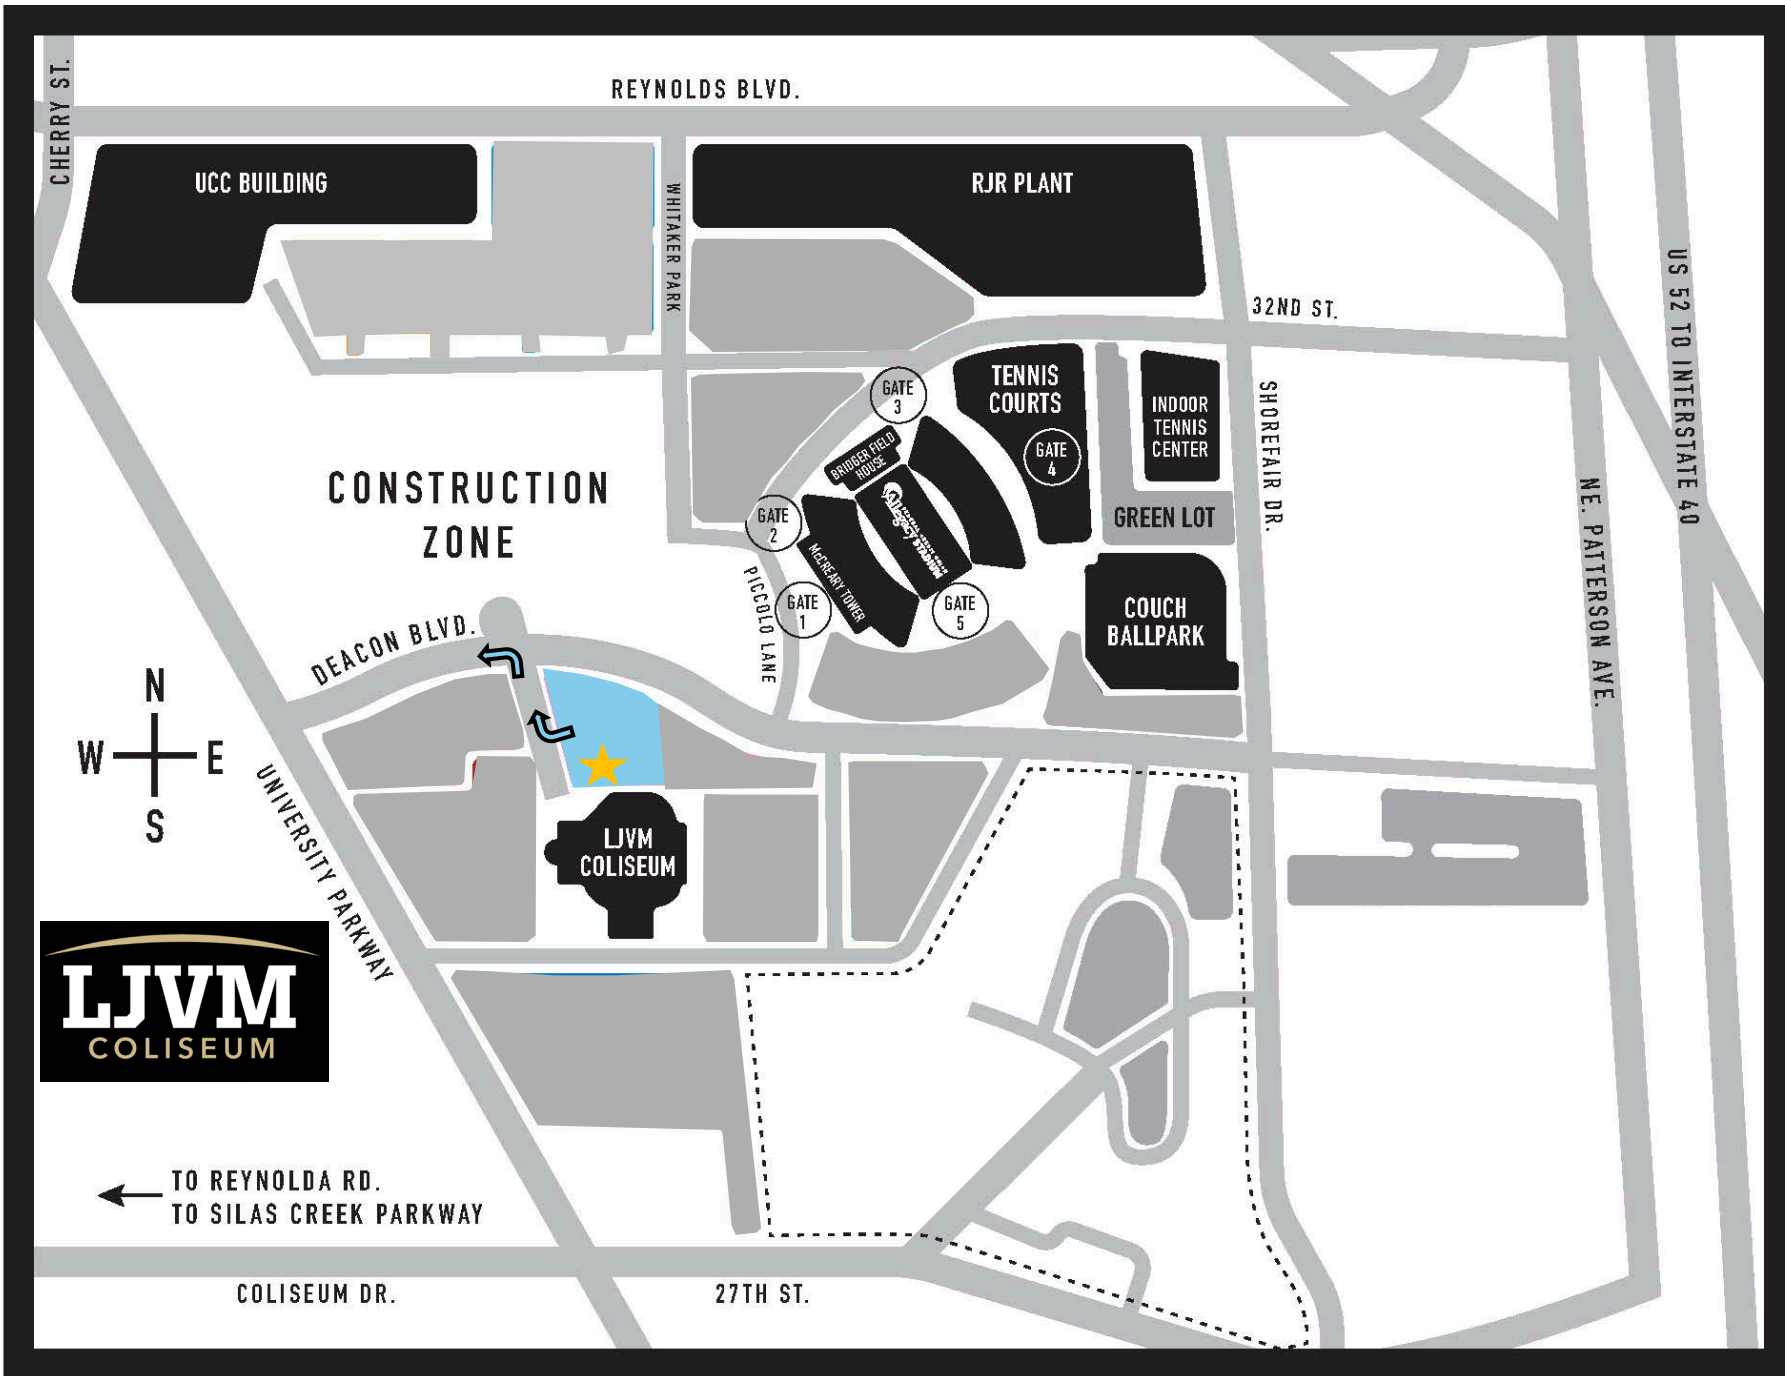 REYNOLDS BLVD.
CHERRY ST.
UCC BUILDING
WHITAKER PARK
RJR PLANT
US 52 TO INTERSTATE 40
32ND ST.
TENNIS
COURTS
GATE
3
GATE
4
INDOOR
TENNIS
CENTER
SHOREFAIR DR.
BRIDGER FIELD
HOUSE
CONSTRUCTION
ZONE
GATE
2
Allegacy STADIUM
GREEN LOT
NE. PATTERSON AVE.
McCREARY TOWER
PICCOLO LANE
GATE
1
GATE
5
COUCH
BALLPARK
DEACON BLVD.
N
W E
S
UNIVERSITY PARKWAY
LJVM
COLISEUM
LJVM
COLISEUM
TO REYNOLDA RD.
TO SILAS CREEK PARKWAY
COLISEUM DR.
27TH ST.